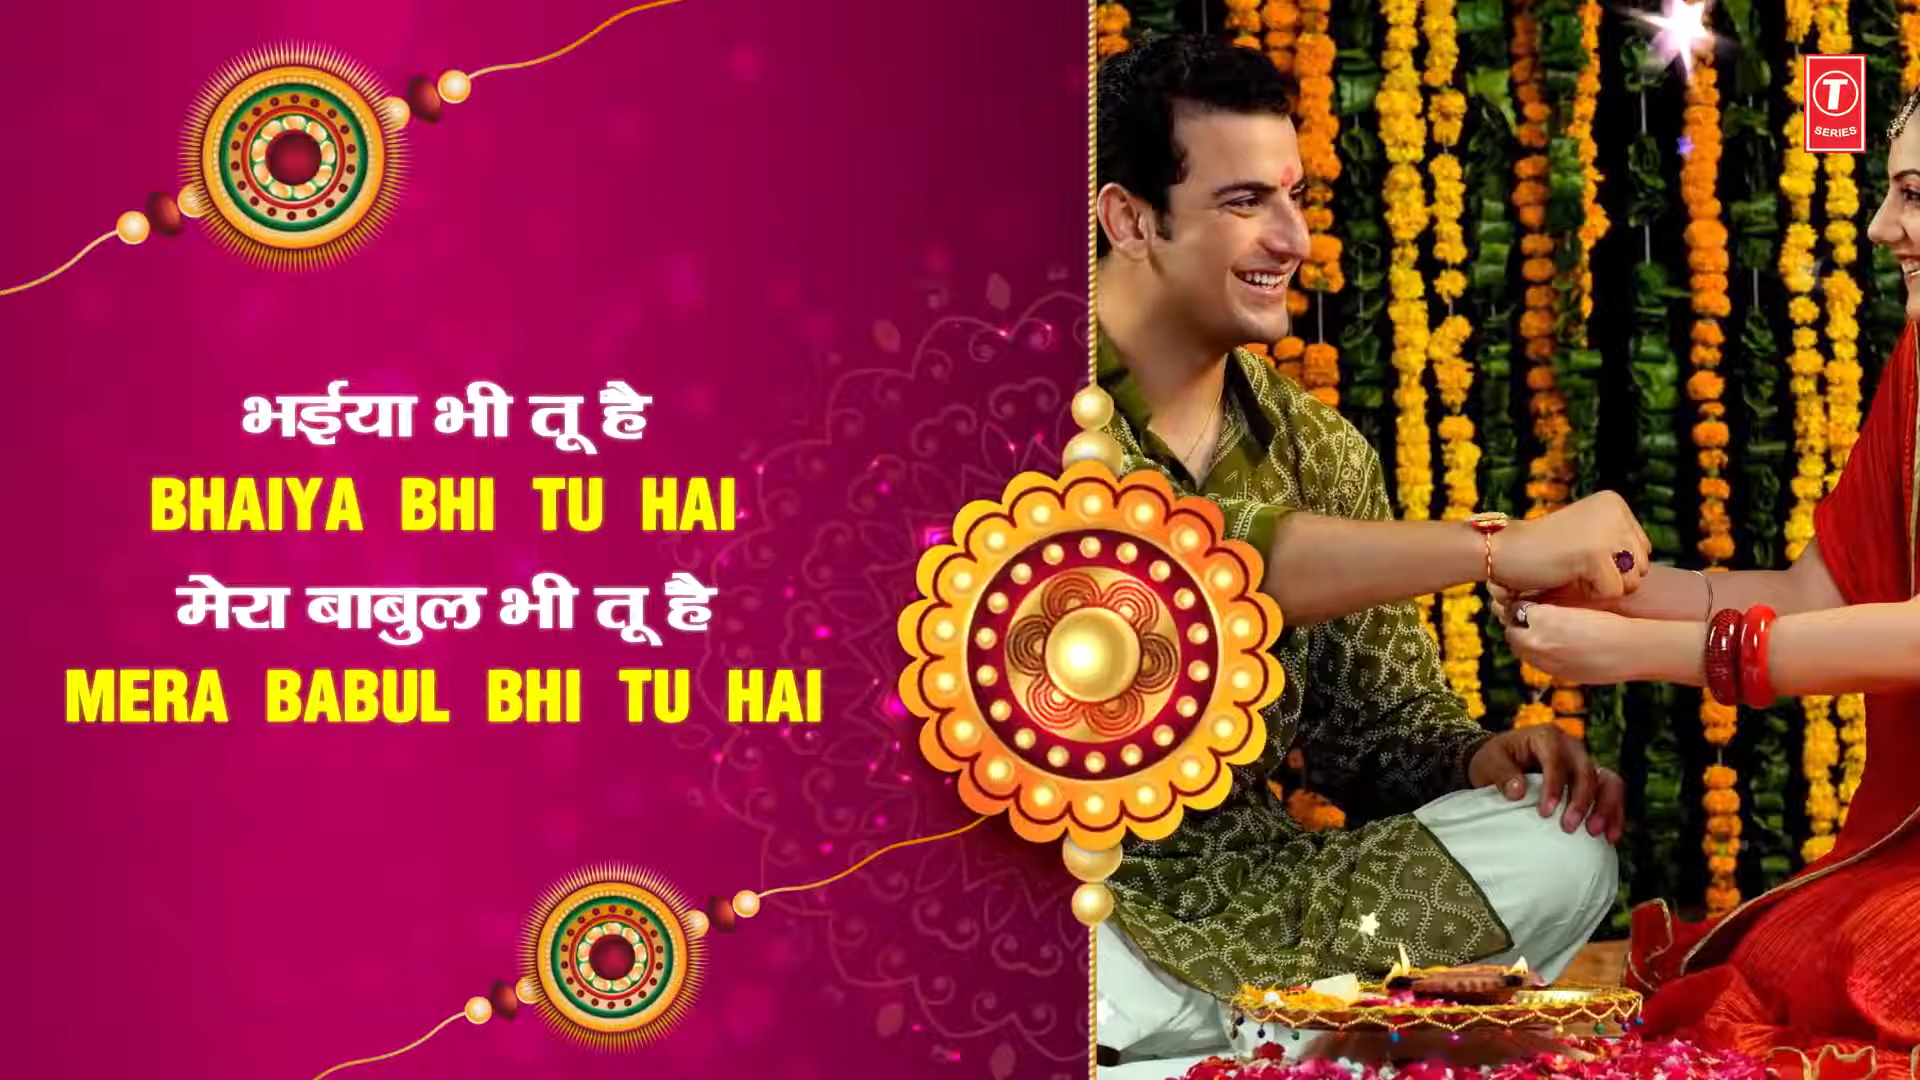 भईया भी तू है
BHAIYA BHI TU HAI
मेरा बाबुल भी तू है
MERA BABUL BHI TU HAI
T
SERIES